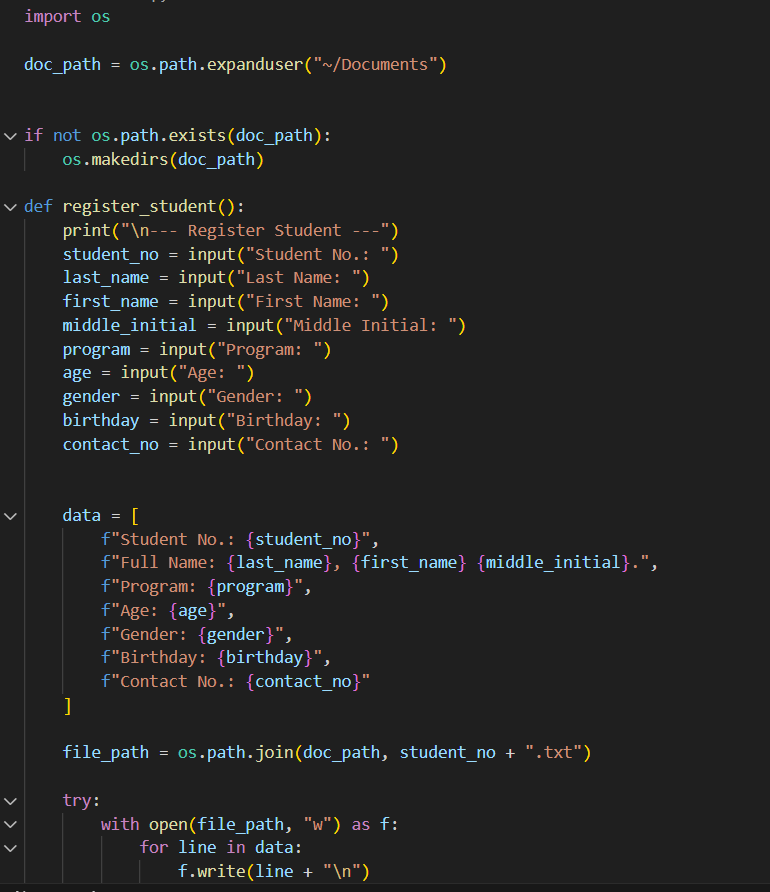 import os
doc_path = os.path.expanduser("~/Documents")
if not os.path.exists(doc_path):
    os.makedirs(doc_path)
def register_student():
    print("\n--- Register Student ---")
    student_no = input("Student No.: ")
    last_name = input("Last Name: ")
    first_name = input("First Name: ")
    middle_initial = input("Middle Initial: ")
    program = input("Program: ")
    age = input("Age: ")
    gender = input("Gender: ")
    birthday = input("Birthday: ")
    contact_no = input("Contact No.: ")
    data = [
        f"Student No.: {student_no}",
        f"Full Name: {last_name}, {first_name} {middle_initial}.",
        f"Program: {program}",
        f"Age: {age}",
        f"Gender: {gender}",
        f"Birthday: {birthday}",
        f"Contact No.: {contact_no}"
    ]
    file_path = os.path.join(doc_path, student_no + ".txt")
    try:
        with open(file_path, "w") as f:
            for line in data:
                f.write(line + "\n")